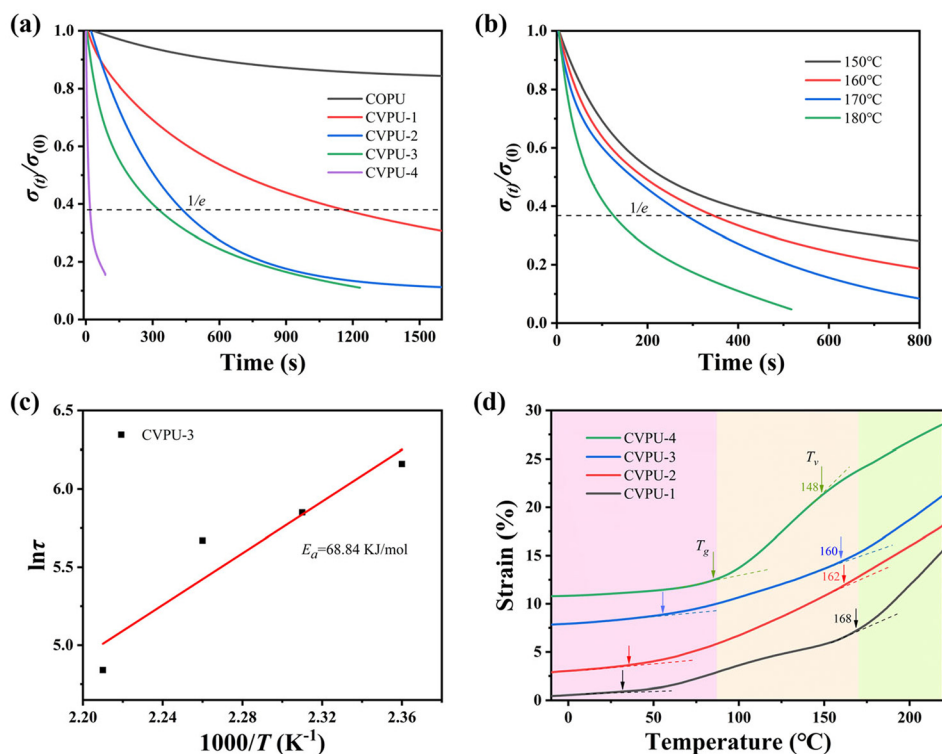 (a)
1.0
0.8
0.6
0.4
0.2
0.0
σ(t)/σ(0)
COPU
CVPU-1
CVPU-2
CVPU-3
CVPU-4
1/e
0
300
600
900
1200
1500
Time (s)
(b)
1.0
0.8
0.6
0.4
0.2
0.0
σ(t)/σ(0)
150℃
160℃
170℃
180℃
1/e
0
200
400
600
800
Time (s)
(c)
6.5
6.0
5.5
5.0
lnτ
CVPU-3
Ea=68.84 KJ/mol
2.20
2.24
2.28
2.32
2.36
1000/T (K-1)
(d)
30
25
20
15
10
5
0
Strain (%)
CVPU-4
CVPU-3
CVPU-2
CVPU-1
Tg
Tv
148
160
162
168
0
50
100
150
200
Temperature (℃)